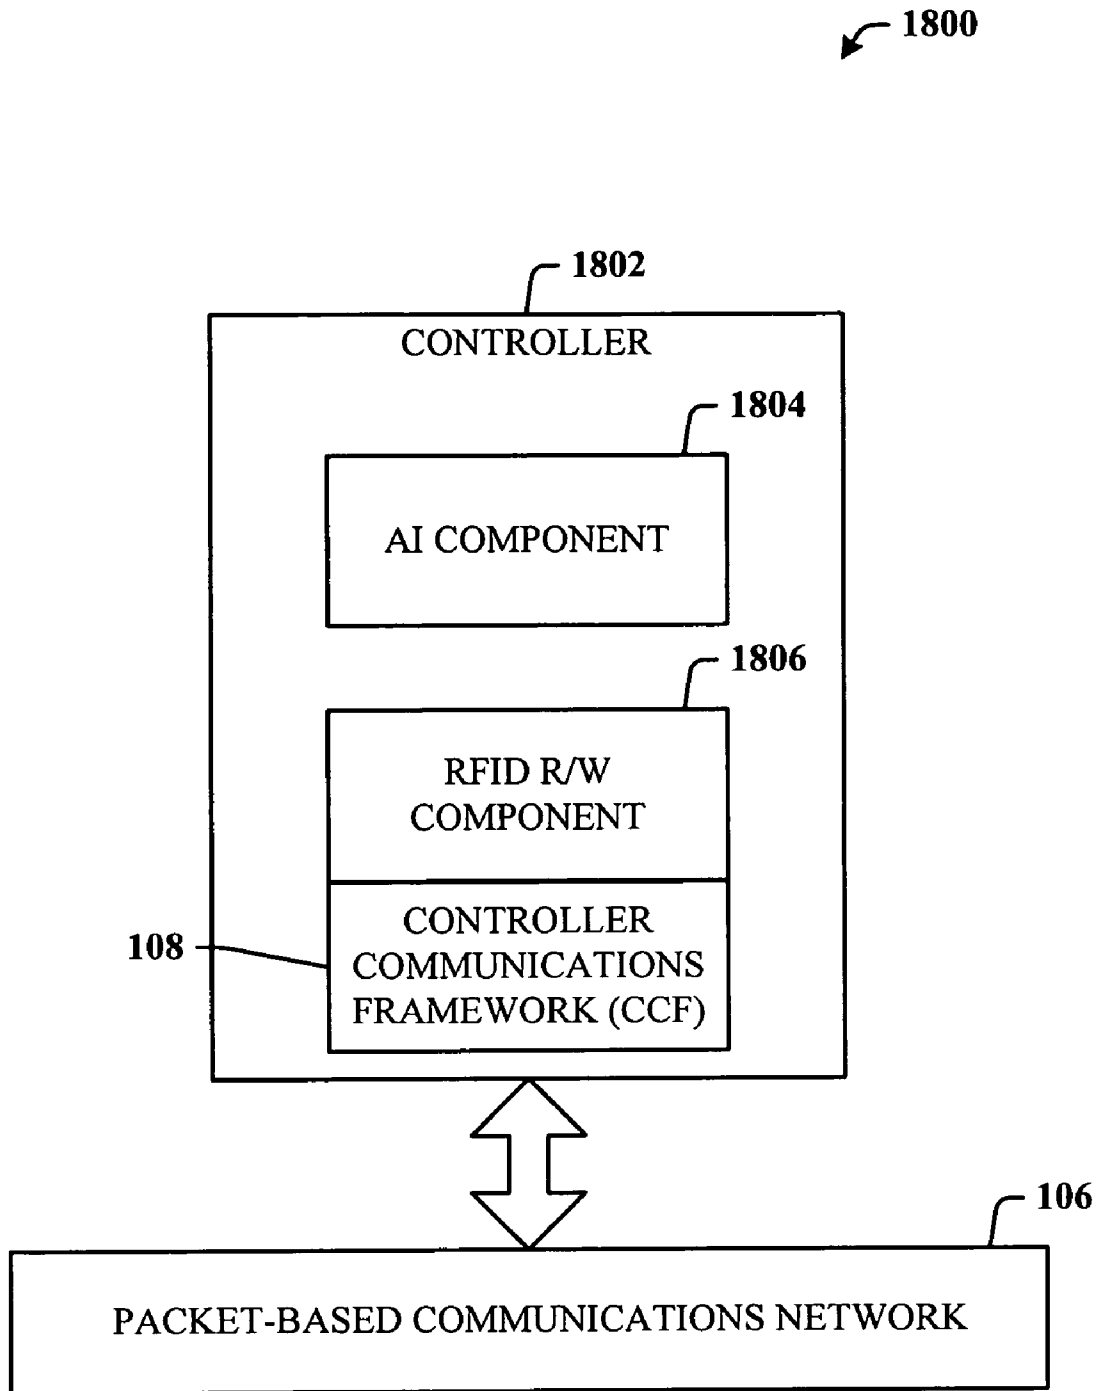 1800
1802
CONTROLLER
1804
AI COMPONENT
1806
RFID R/W
COMPONENT
CONTROLLER
108
COMMUNICATIONS
FRAMEWORK (CCF)
106
PACKET-BASED COMMUNICATIONS NETWORK